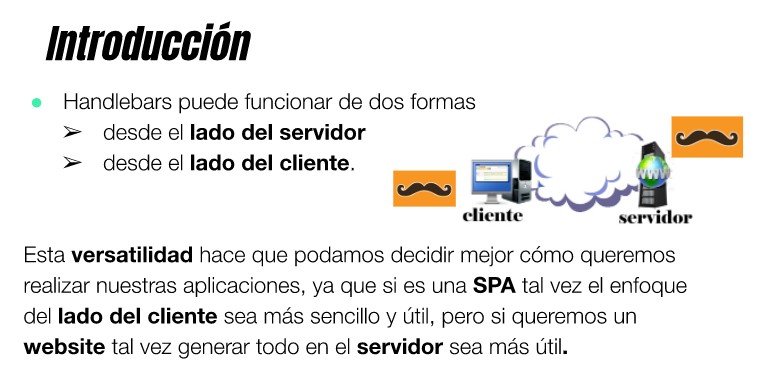 Introducción
● Handlebars puede funcionar de dos formas
➢ desde el lado del servidor
➢ desde el lado del cliente.
www
cliente
servidor
Esta versatilidad hace que podamos decidir mejor cómo queremos
realizar nuestras aplicaciones, ya que si es una SPA tal vez el enfoque
del lado del cliente sea más sencillo y útil, pero si queremos un
website tal vez generar todo en el servidor sea más útil.